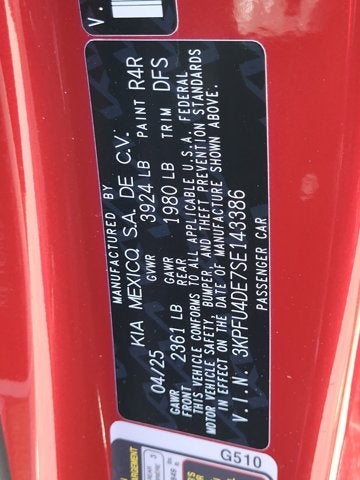 MANUFACTURED BY
KIA MEXICO, S.A. DE C.V.
04/25 GVWR 3924 LB PAINT R4R
GAWR FRONT 2361 LB GAWR REAR 1980 LB TRIM DFS
THIS VEHICLE CONFORMS TO ALL APPLICABLE U.S.A. FEDERAL
MOTOR VEHICLE SAFETY, BUMPER, AND THEFT PREVENTION STANDARDS
IN EFFECT ON THE DATE OF MANUFACTURE SHOWN ABOVE.
V.I.N. 3KPFU4DE7SE143386
PASSENGER CAR
G510
V.
3